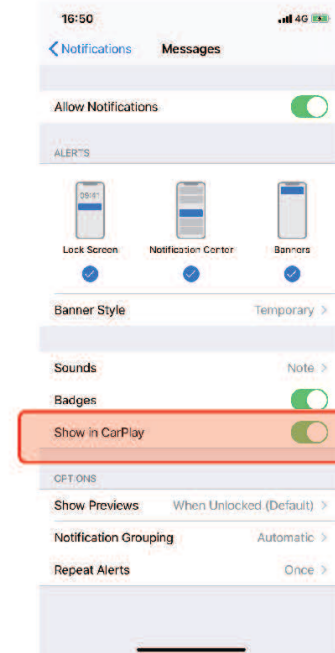 16:50 4G
Notifications Messages
Allow Notifications
ALERTS
09:41
Lock Screen Notification Center Banners
Banner Style Temporary
Sounds Note
Badges
Show in CarPlay
OPTIONS
Show Previews When Unlocked (Default)
Notification Grouping Automatic
Repeat Alerts Once